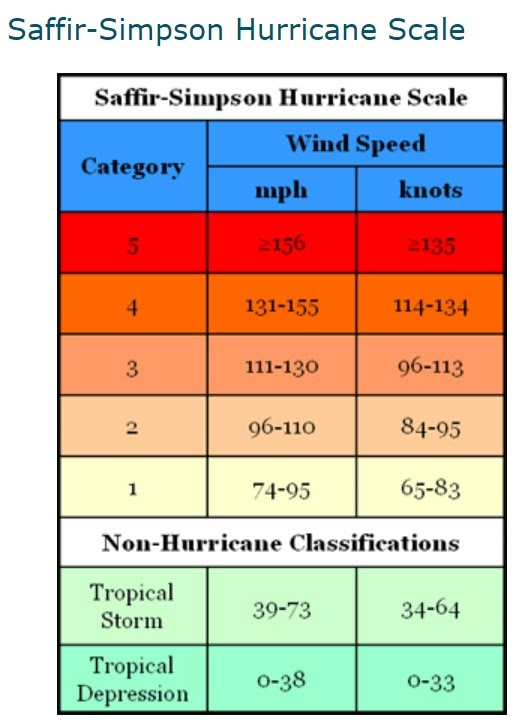 Saffir-Simpson Hurricane Scale
Saffir-Simpson Hurricane Scale
Category
Wind Speed
mph knots
5 ≥156 ≥135
4 131-155 114-134
3 111-130 96-113
2 96-110 84-95
1 74-95 65-83
Non-Hurricane Classifications
Tropical
Storm
39-73 34-64
Tropical
Depression
0-38 0-33